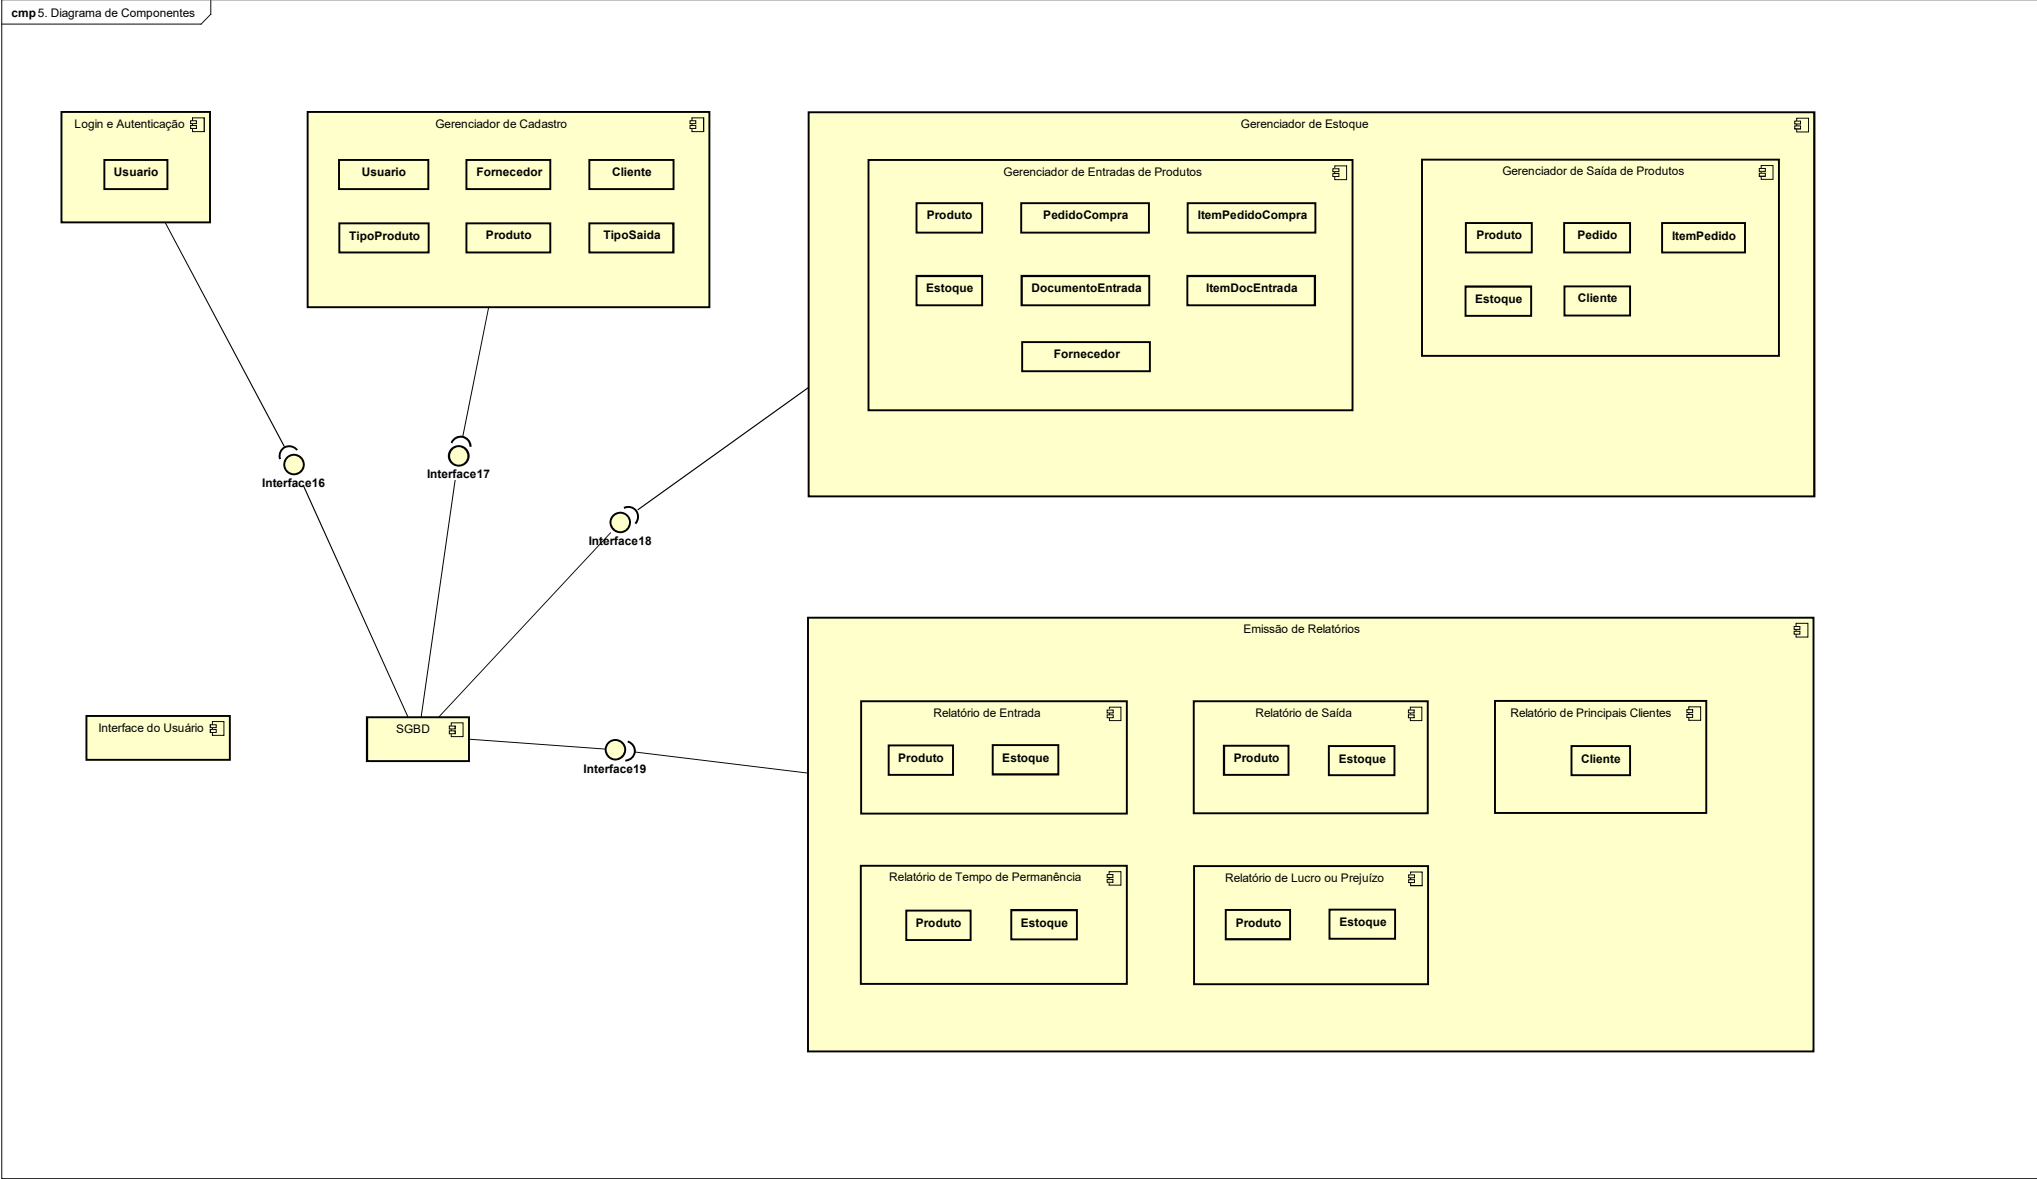 cmp 5. Diagrama de Componentes
Login e Autenticação
Usuario
Gerenciador de Cadastro
Usuario
Fornecedor
Cliente
TipoProduto
Produto
TipoSaida
Gerenciador de Estoque
Gerenciador de Entradas de Produtos
Produto
PedidoCompra
ItemPedidoCompra
Estoque
DocumentoEntrada
ItemDocEntrada
Fornecedor
Gerenciador de Saída de Produtos
Produto
Pedido
ItemPedido
Estoque
Cliente
Interface16
Interface17
Interface18
Interface do Usuário
SGBD
Interface19
Emissão de Relatórios
Relatório de Entrada
Produto
Estoque
Relatório de Saída
Produto
Estoque
Relatório de Principais Clientes
Cliente
Relatório de Tempo de Permanência
Produto
Estoque
Relatório de Lucro ou Prejuízo
Produto
Estoque